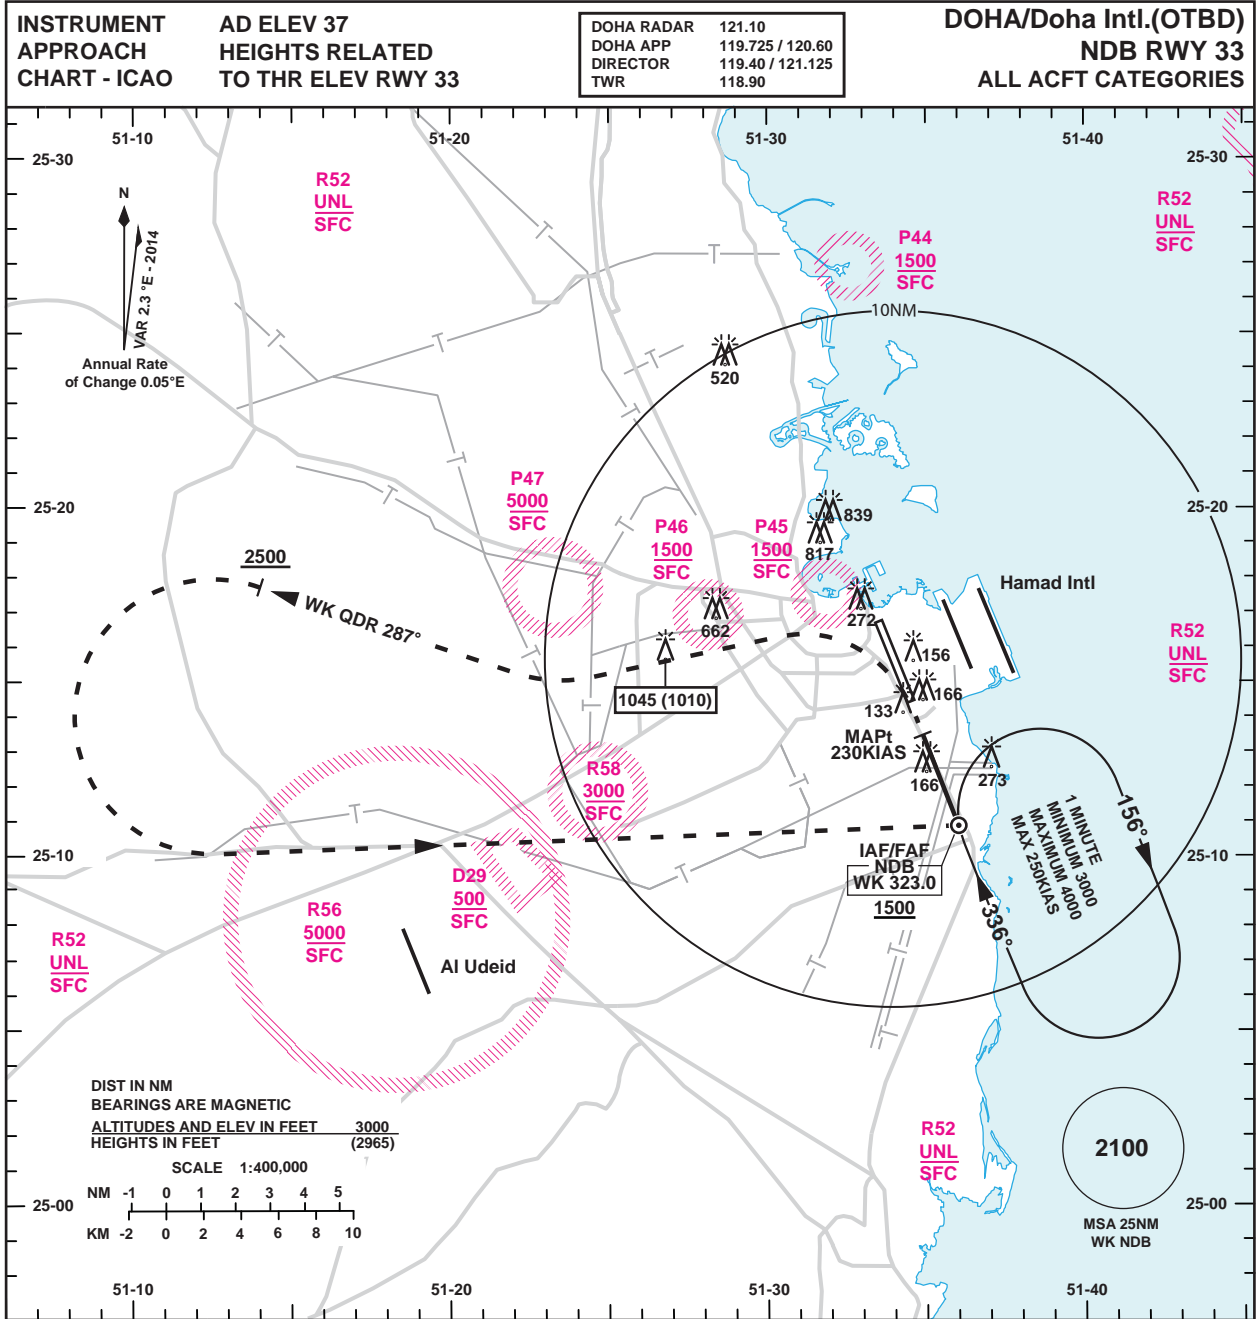 INSTRUMENT
APPROACH
CHART - ICAO
AD ELEV 37
HEIGHTS RELATED
TO THR ELEV RWY 33
DOHA RADAR 121.10
DOHA APP 119.725 / 120.60
DIRECTOR 119.40 / 121.125
TWR 118.90
DOHA/Doha Intl.(OTBD)
NDB RWY 33
ALL ACFT CATEGORIES
51-10
51-20
51-30
51-40
25-30
25-30
N
VAR 2.3 °E - 2014
Annual Rate
of Change 0.05°E
R52
UNL
SFC
R52
UNL
SFC
P44
1500
SFC
10NM
520
P47
5000
SFC
P46
1500
SFC
P45
1500
SFC
839
817
25-20
25-20
2500
WK QDR 287°
662
272
Hamad Intl
156
166
133
1045 (1010)
R52
UNL
SFC
MAPt
230KIAS
166
273
R58
3000
SFC
156°
1 MINUTE
MINIMUM 3000
MAXIMUM 4000
MAX 250KIAS
25-10
25-10
IAF/FAF
NDB
WK 323.0
1500
336°
D29
500
SFC
R56
5000
SFC
Al Udeid
R52
UNL
SFC
DIST IN NM
BEARINGS ARE MAGNETIC
ALTITUDES AND ELEV IN FEET 3000
HEIGHTS IN FEET (2965)
SCALE 1:400,000
NM -1 0 1 2 3 4 5
KM -2 0 2 4 6 8 10
R52
UNL
SFC
2100
MSA 25NM
WK NDB
25-00
25-00
51-10
51-20
51-30
51-40